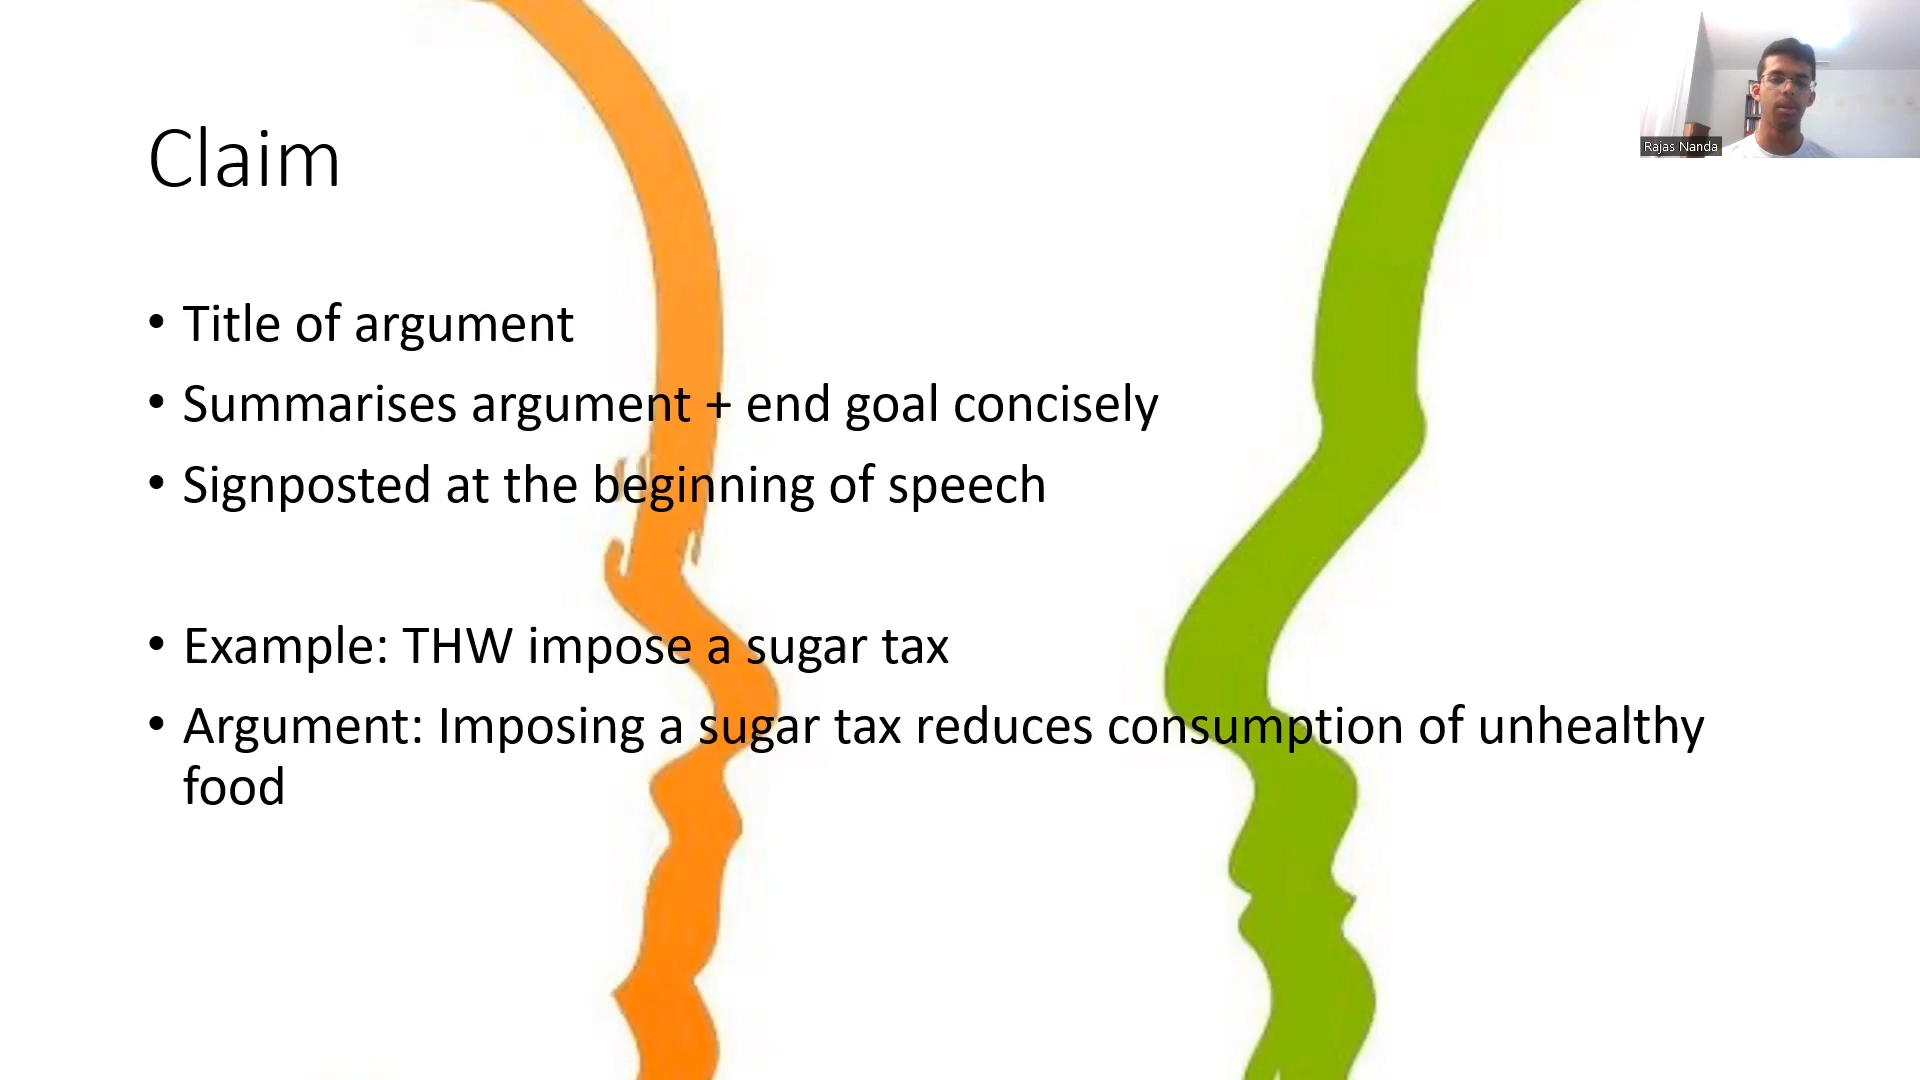 Claim
Rajas Nanda
• Title of argument
• Summarises argument + end goal concisely
• Signposted at the beginning of speech
• Example: THW impose a sugar tax
• Argument: Imposing a sugar tax reduces consumption of unhealthy
food